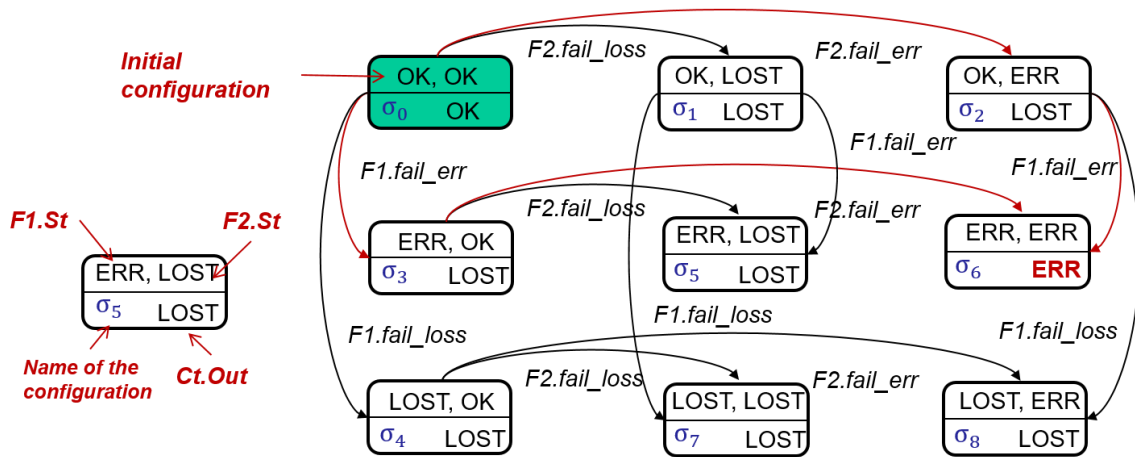 Initial
configuration
OK, OK
σ0 OK
F2.fail_loss
OK, LOST
σ1 LOST
F2.fail_err
OK, ERR
σ2 LOST
F1.fail_err
F1.fail_err
F1.fail_err
F1.St
F2.St
ERR, LOST
σ5 LOST
Name of the
configuration
Ct.Out
ERR, OK
σ3 LOST
F2.fail_loss
ERR, LOST
σ5 LOST
F2.fail_err
ERR, ERR
σ6 ERR
F1.fail_loss
F1.fail_loss
F1.fail_loss
LOST, OK
σ4 LOST
F2.fail_loss
LOST, LOST
σ7 LOST
F2.fail_err
LOST, ERR
σ8 LOST